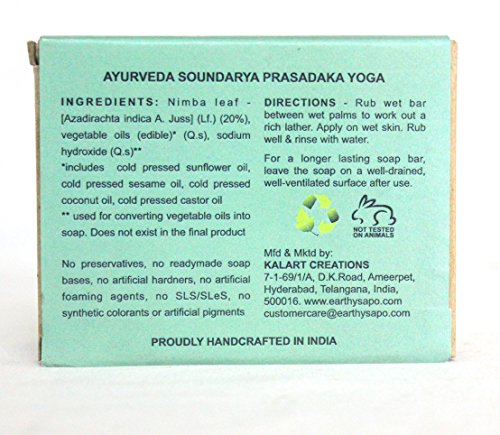 AYURVEDA SOUNDARYA PRASADAKA YOGA
INGREDIENTS: Nimba leaf -
[Azadirachta indica A. Juss] (Lf.) (20%),
vegetable oils (edible)* (Q.s), sodium
hydroxide (Q.s)**
*includes cold pressed sunflower oil,
cold pressed sesame oil, cold pressed
coconut oil, cold pressed castor oil
** used for converting vegetable oils into
soap. Does not exist in the final product
No preservatives, no readymade soap
bases, no artificial hardners, no artificial
foaming agents, no SLS/SLeS, no
synthetic colorants or artificial pigments
DIRECTIONS - Rub wet bar
between wet palms to work out a
rich lather. Apply on wet skin. Rub
well & rinse with water.
For a longer lasting soap bar,
leave the soap on a well-drained,
well-ventilated surface after use.
NOT TESTED
ON ANIMALS
Mfd & Mktd by:
KALART CREATIONS
7-1-69/1/A, D.K.Road, Ameerpet,
Hyderabad, Telangana, India,
500016. www.earthysapo.com
customercare@earthysapo.com
PROUDLY HANDCRAFTED IN INDIA